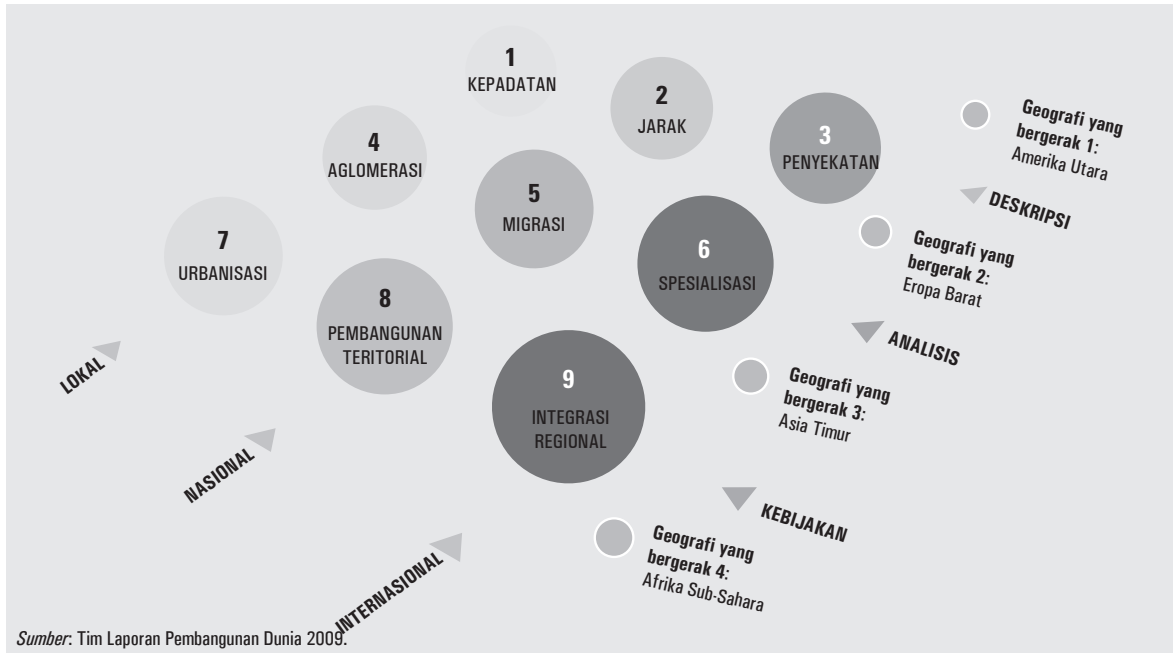 1
KEPADATAN
2
JARAK
3
PENYEKATAN
4
AGLOMERASI
5
MIGRASI
6
SPESIALISASI
7
URBANISASI
8
PEMBANGUNAN
TERITORIAL
9
INTEGRASI
REGIONAL
Geografi yang
bergerak 1:
Amerika Utara
DESKRIPSI
Geografi yang
bergerak 2:
Eropa Barat
ANALISIS
Geografi yang
bergerak 3:
Asia Timur
KEBIJAKAN
Geografi yang
bergerak 4:
Afrika Sub-Sahara
LOKAL
NASIONAL
INTERNASIONAL
Sumber: Tim Laporan Pembangunan Dunia 2009.